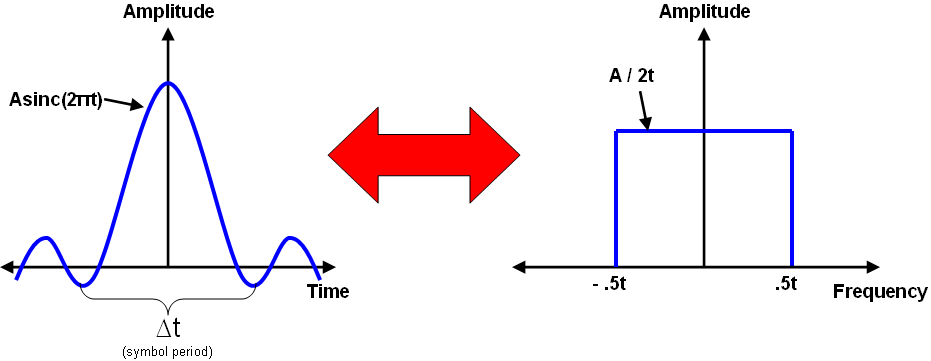 Amplitude
Asinc(2πt)
Time
Δt
(symbol period)
Amplitude
A / 2t
- .5t
.5t
Frequency